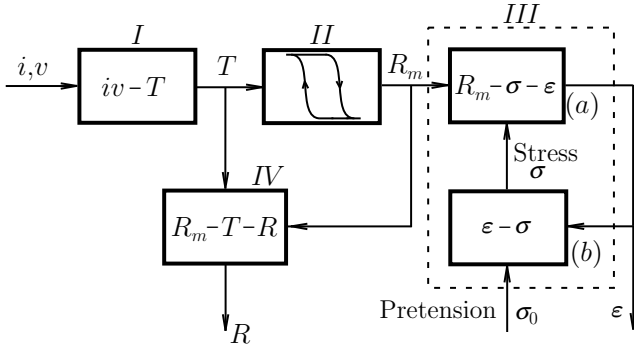 III
I
II
i,v
T
R_m
iv - T
R_m - σ - ε
(a)
Stress
σ
IV
R_m - T - R
ε - σ
(b)
Pretension
σ_0
ε
R